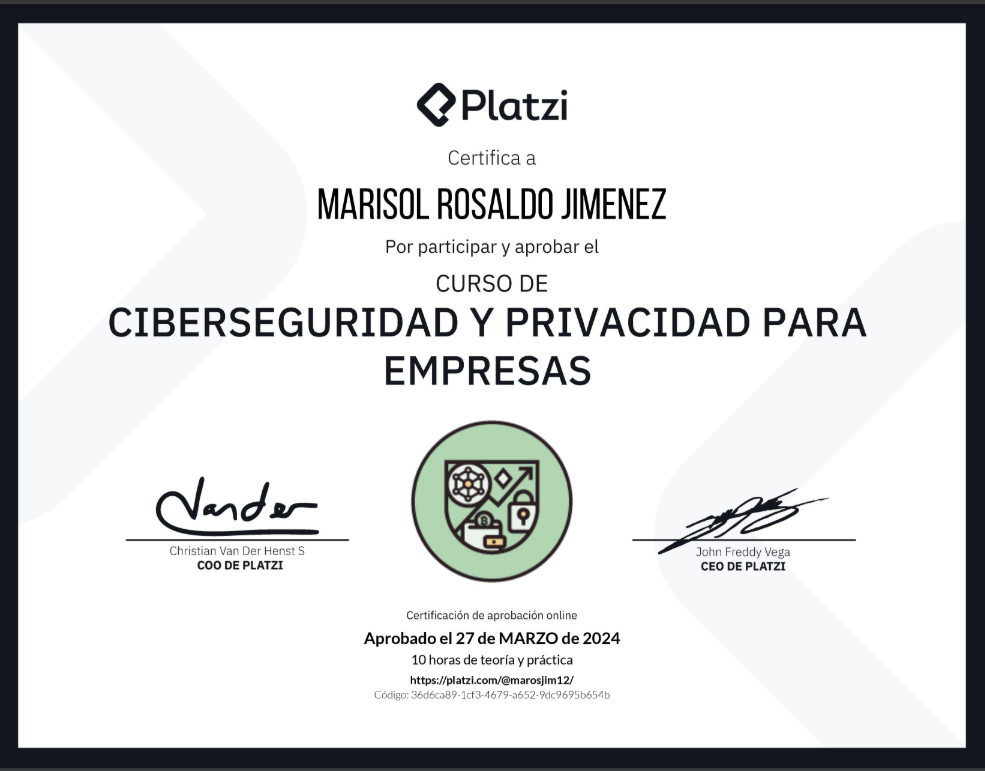 Platzi
Certifica a
MARISOL ROSALDO JIMENEZ
Por participar y aprobar el
CURSO DE
CIBERSEGURIDAD Y PRIVACIDAD PARA
EMPRESAS
Vander
Christian Van Der Henst S
COO DE PLATZI
John Freddy Vega
CEO DE PLATZI
Certificación de aprobación online
Aprobado el 27 de MARZO de 2024
10 horas de teoría y práctica
https://platzi.com/@marosjim12/
Código: 36d6ca89-1cf3-4679-a652-9dc9695b654b